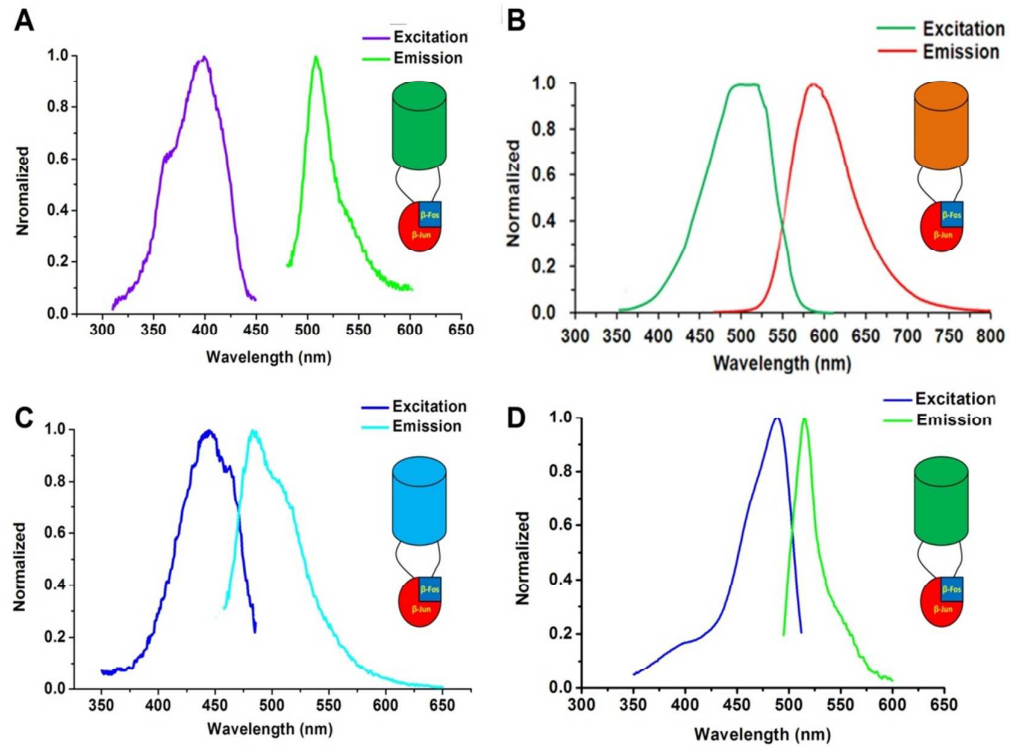 A
Excitation
Emission
1.0
0.8
0.6
0.4
0.2
0.0
Nromalized
300 350 400 450 500 550 600 650
Wavelength (nm)
β-Fos
β-Jun
B
Excitation
Emission
1.0
0.8
0.6
0.4
0.2
0.0
Normalized
300 350 400 450 500 550 600 650 700 750 800
Wavelength (nm)
β-Fos
β-Jun
C
Excitation
Emission
1.0
0.8
0.6
0.4
0.2
0.0
Normalized
350 400 450 500 550 600 650
Wavelength (nm)
β-Fos
β-Jun
D
Excitation
Emission
1.0
0.8
0.6
0.4
0.2
0.0
Normalized
300 350 400 450 500 550 600 650
Wavelength (nm)
β-Fos
β-Jun